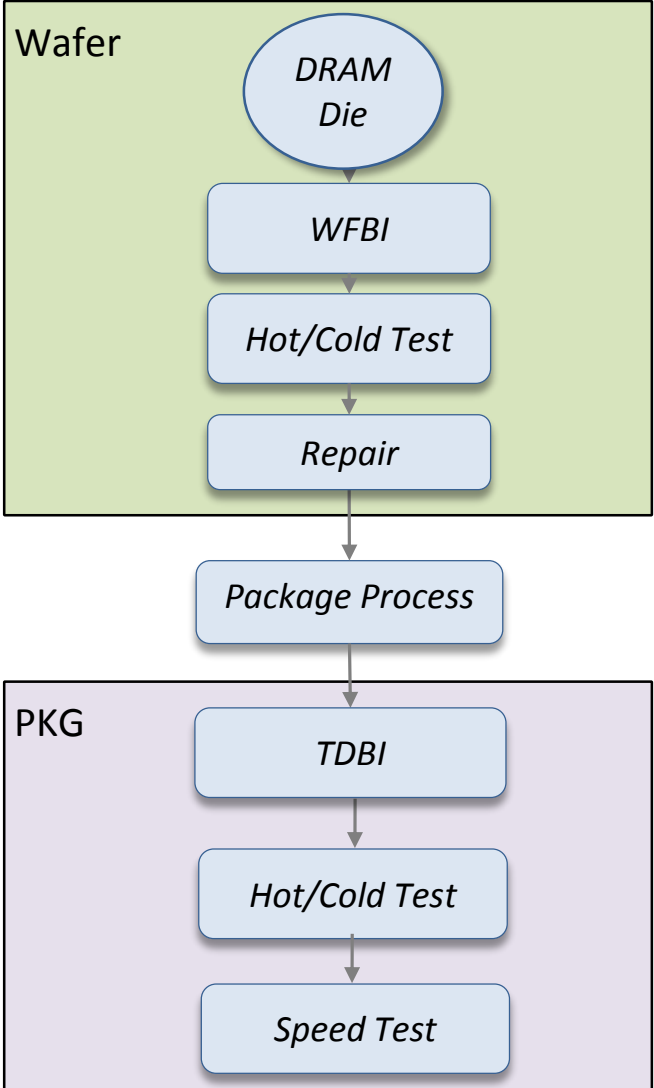 Wafer
DRAM
Die
WFBI
Hot/Cold Test
Repair
Package Process
PKG
TDBI
Hot/Cold Test
Speed Test